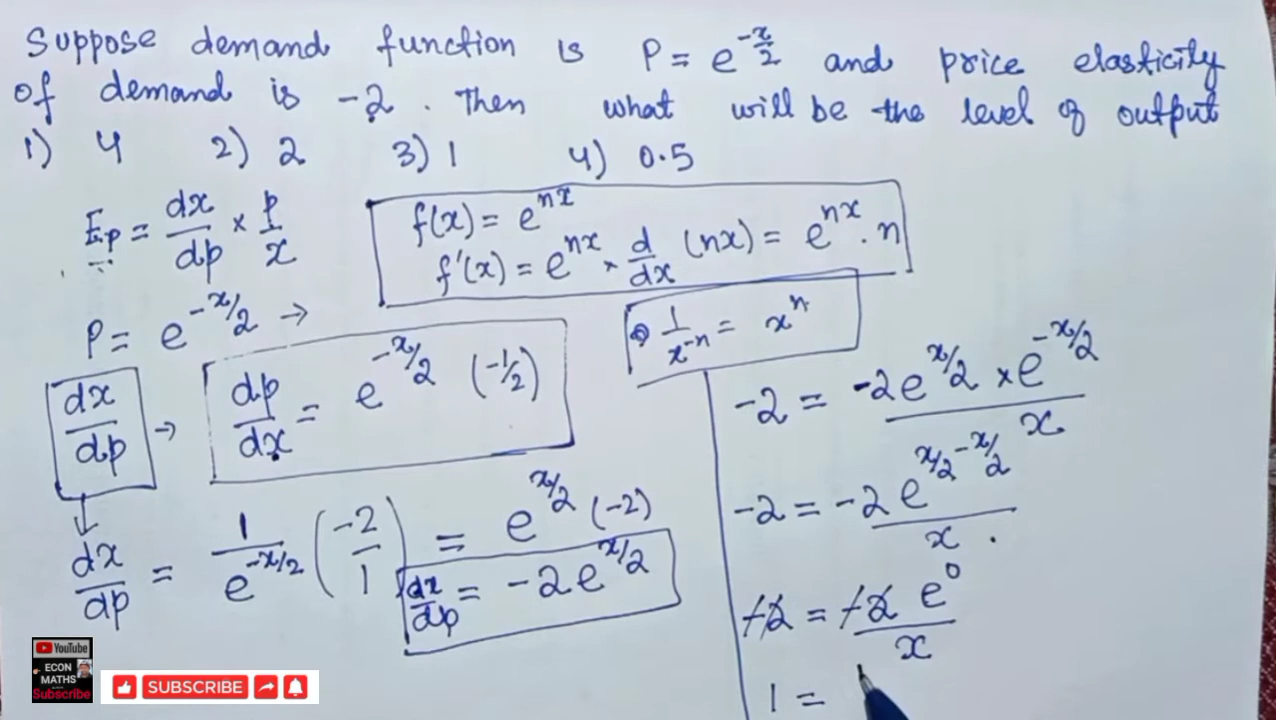 Suppose demand function is P = e^{-x/2} and price elasticity
of demand is -2. Then what will be the level of output
1) 4 2) 2 3) 1 4) 0.5
Ep = dx/dp × p/x
f(x) = e^{nx}
f'(x) = e^{nx} × d/dx (nx) = e^{nx} . n
P = e^{-x/2} →
1/x^{-n} = x^n
dx/dp → dp/dx = e^{-x/2} (-1/2)
dx/dp = 1/e^{-x/2} (-2/1) = e^{x/2} (-2)
dx/dp = -2e^{x/2}
-2 = -2e^{x/2} × e^{-x/2} / x
-2 = -2e^{x/2 - x/2} / x
-2 = -2 e^0 / x
1 =
YouTube
ECON
MATHS
Subscribe
SUBSCRIBE